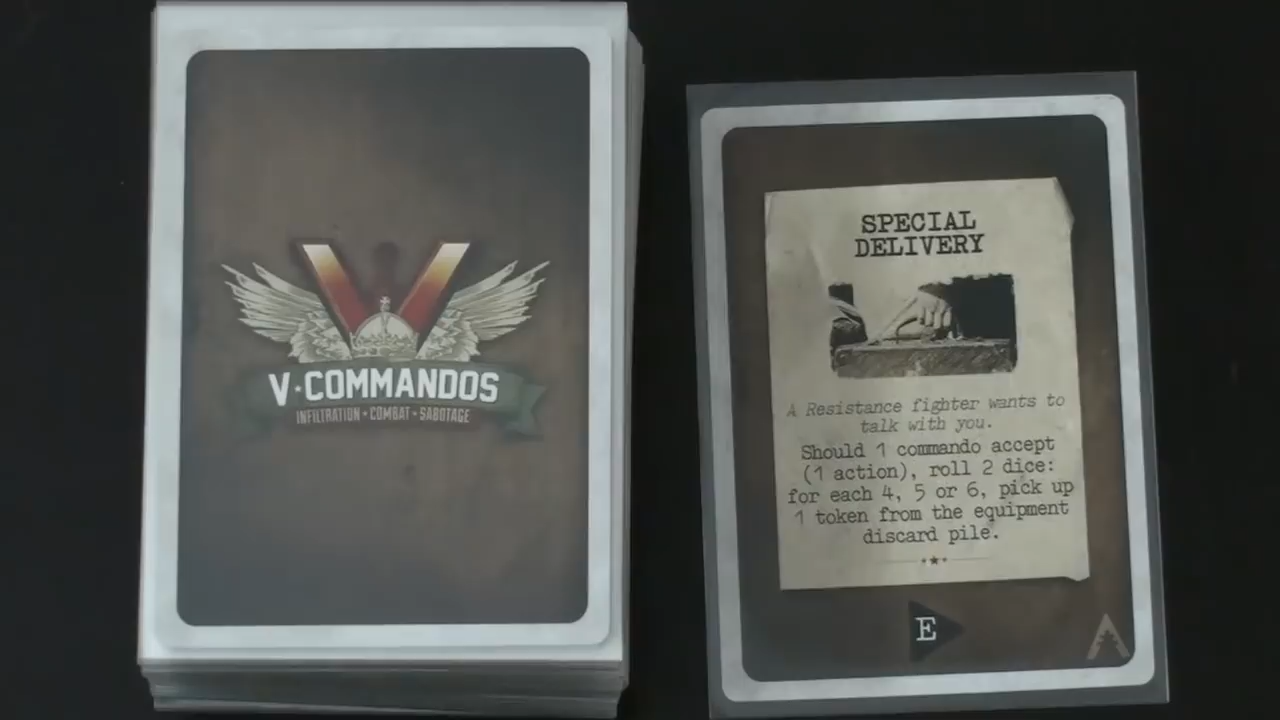 V
V·COMMANDOS
INFILTRATION • COMBAT • SABOTAGE
SPECIAL
DELIVERY
A Resistance fighter wants to
talk with you.
Should 1 commando accept
(1 action), roll 2 dice:
for each 4, 5 or 6, pick up
1 token from the equipment
discard pile.
E